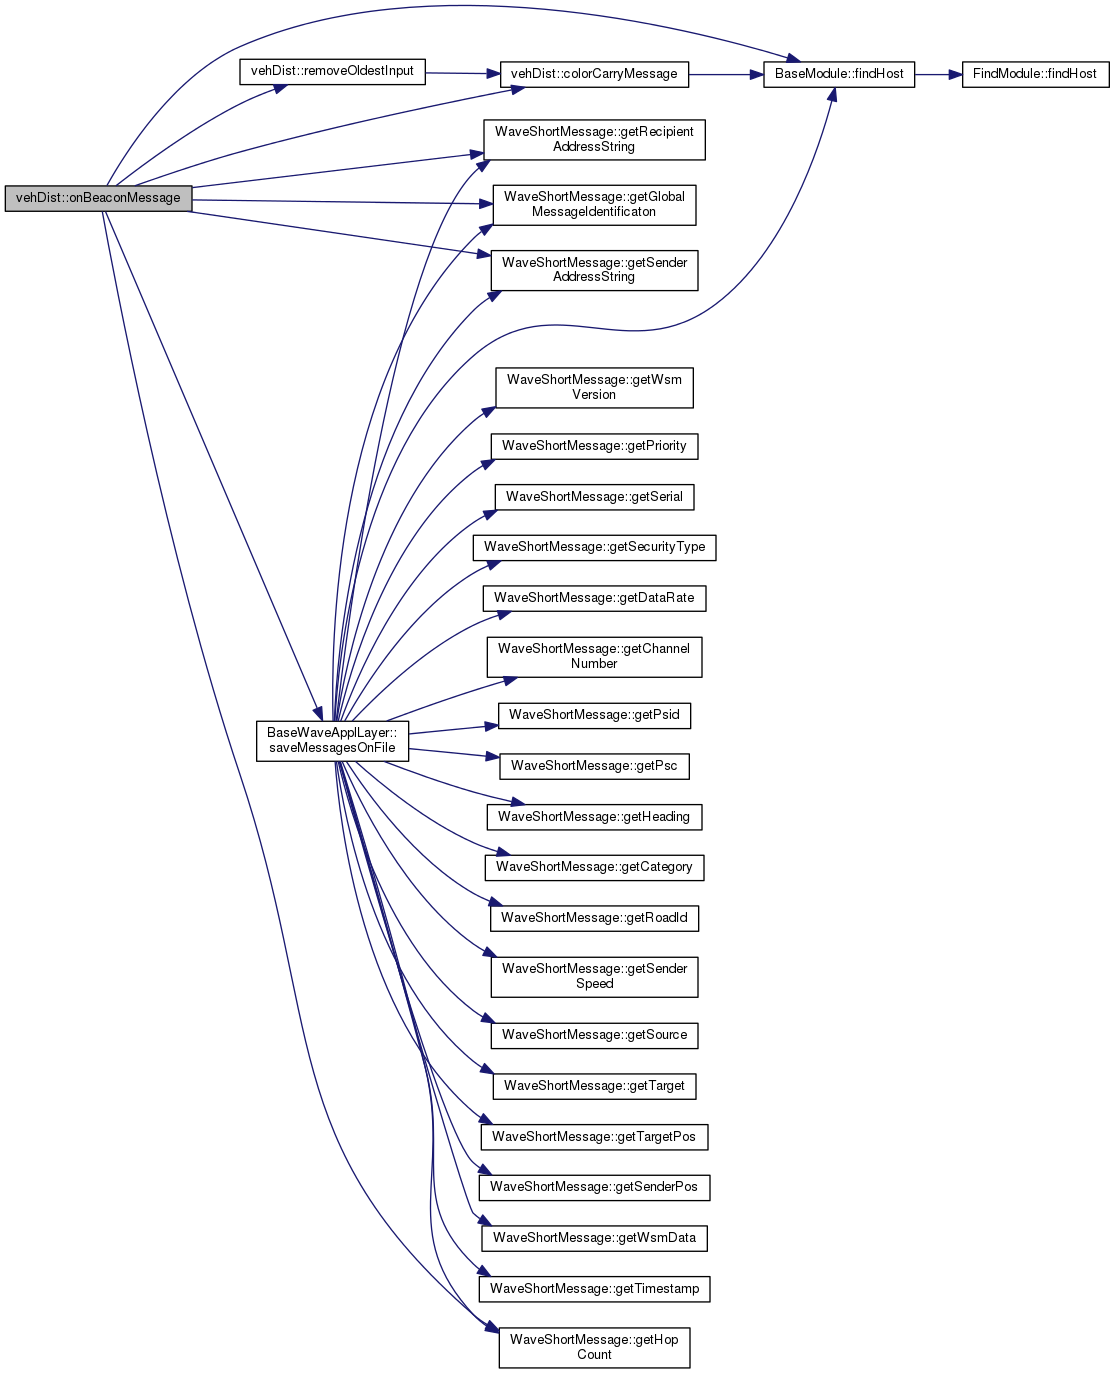 vehDist::onBeaconMessage
vehDist::removeOldestInput
vehDist::colorCarryMessage
BaseModule::findHost
FindModule::findHost
WaveShortMessage::getRecipient
AddressString
WaveShortMessage::getGlobal
MessageIdentificaton
WaveShortMessage::getSender
AddressString
WaveShortMessage::getWsm
Version
WaveShortMessage::getPriority
WaveShortMessage::getSerial
WaveShortMessage::getSecurityType
WaveShortMessage::getDataRate
WaveShortMessage::getChannel
Number
WaveShortMessage::getPsid
BaseWaveApplLayer::
saveMessagesOnFile
WaveShortMessage::getPsc
WaveShortMessage::getHeading
WaveShortMessage::getCategory
WaveShortMessage::getRoadId
WaveShortMessage::getSender
Speed
WaveShortMessage::getSource
WaveShortMessage::getTarget
WaveShortMessage::getTargetPos
WaveShortMessage::getSenderPos
WaveShortMessage::getWsmData
WaveShortMessage::getTimestamp
WaveShortMessage::getHop
Count